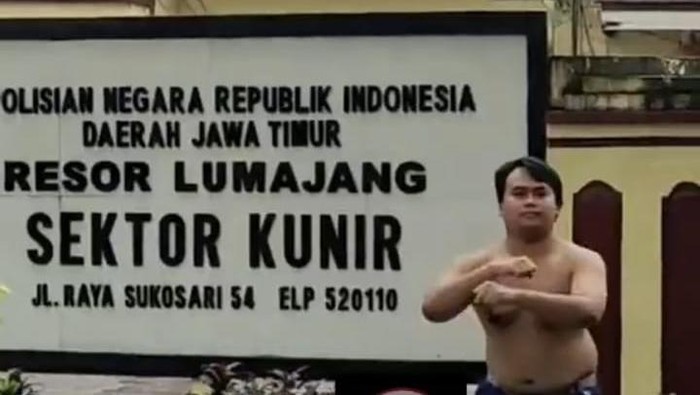 OLISIAN NEGARA REPUBLIK INDONESIA
DAERAH JAWA TIMUR
RESOR LUMAJANG
SEKTOR KUNIR
JL. RAYA SUKOSARI 54 ELP 520110